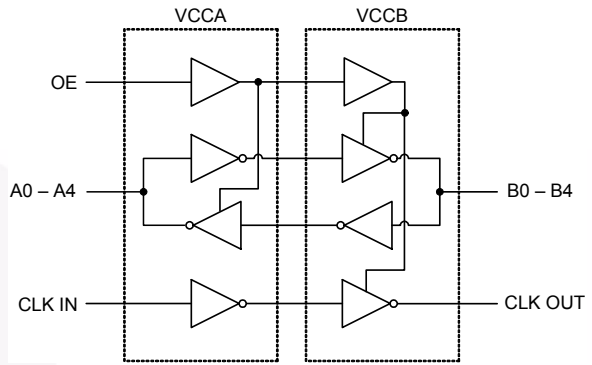 VCCA VCCB
OE
A0 – A4 B0 – B4
CLK IN CLK OUT